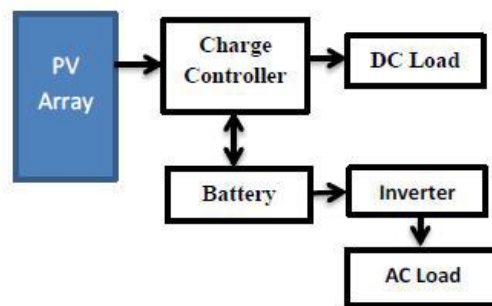 PV
Array
Charge
Controller
DC Load
Battery
Inverter
AC Load